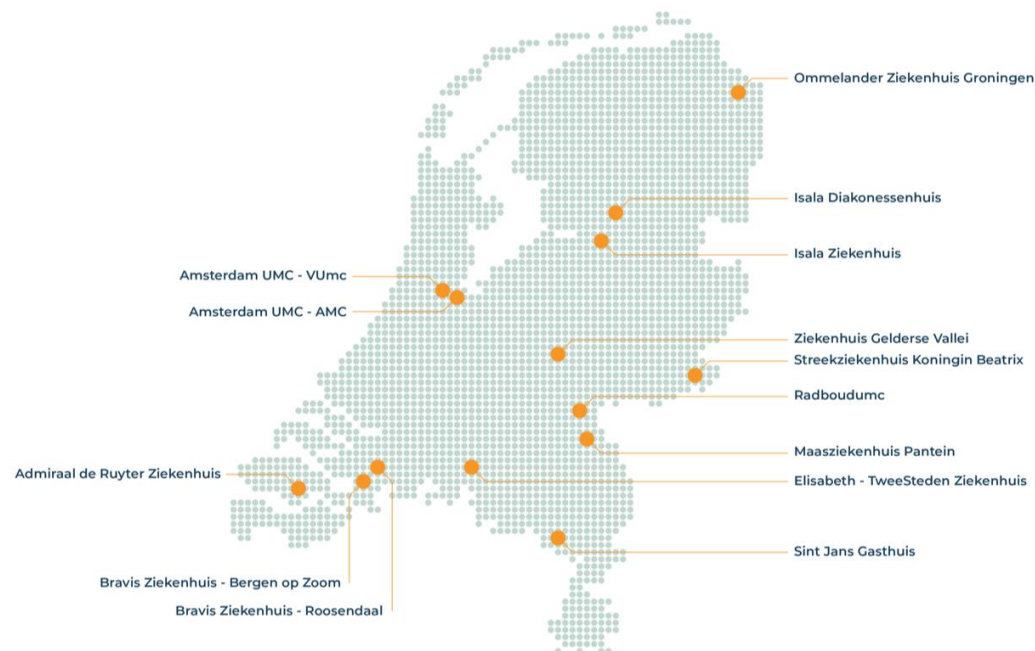 Ommelander Ziekenhuis Groningen
Isala Diakonessenhuis
Isala Ziekenhuis
Amsterdam UMC - VUmc
Amsterdam UMC - AMC
Ziekenhuis Gelderse Vallei
Streekziekenhuis Koningin Beatrix
Radboudumc
Maasziekenhuis Pantein
Admiraal de Ruyter Ziekenhuis
Elisabeth - TweeSteden Ziekenhuis
Sint Jans Gasthuis
Bravis Ziekenhuis - Bergen op Zoom
Bravis Ziekenhuis - Roosendaal